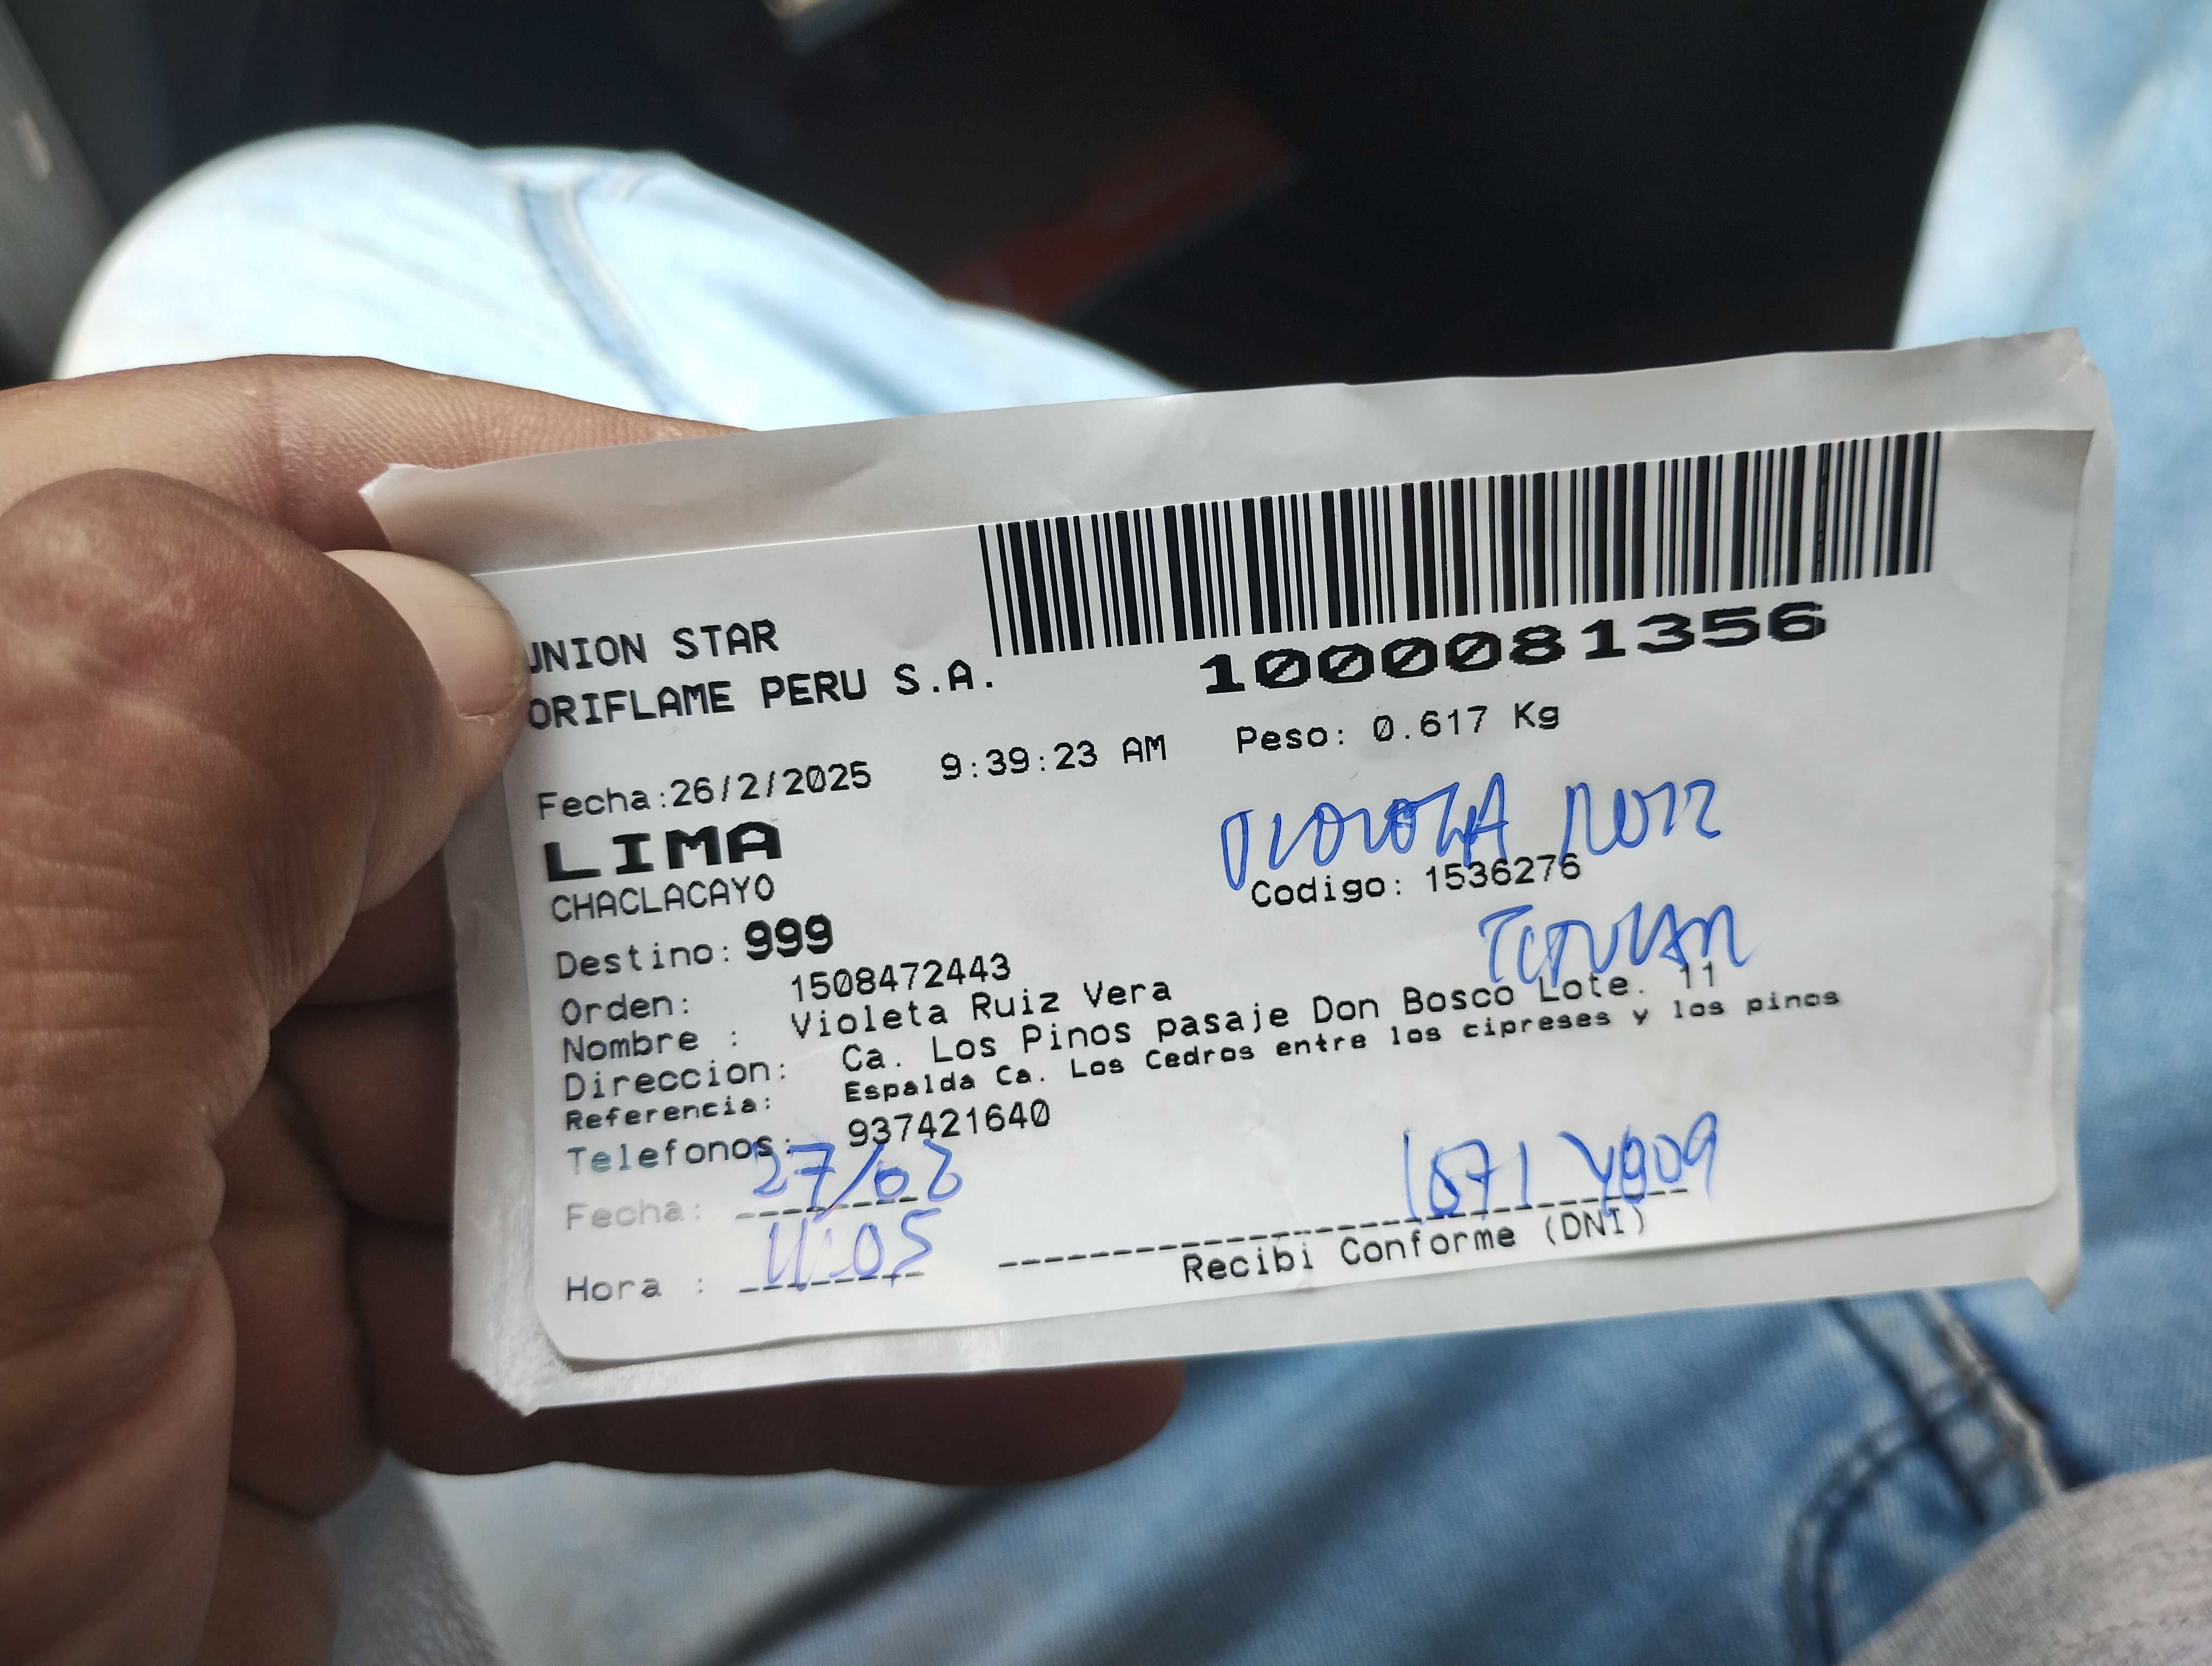 UNION STAR
ORIFLAME PERU S.A.
1000081356
Fecha:26/2/2025 9:39:23 AM Peso: 0.617 Kg
LIMA
CHACLACAYO
RUIZ
Codigo: 1536276
Destino: 999
Orden: 1508472443
Nombre : Violeta Ruiz Vera
Direccion: Ca. Los Pinos pasaje Don Bosco Lote. 11
Referencia: Espalda Ca. Los Cedros entre los cipreses y los pinos
Telefonos: 937421640
Fecha: 27/02
Hora : 11:05
Recibi Conforme (DNI)